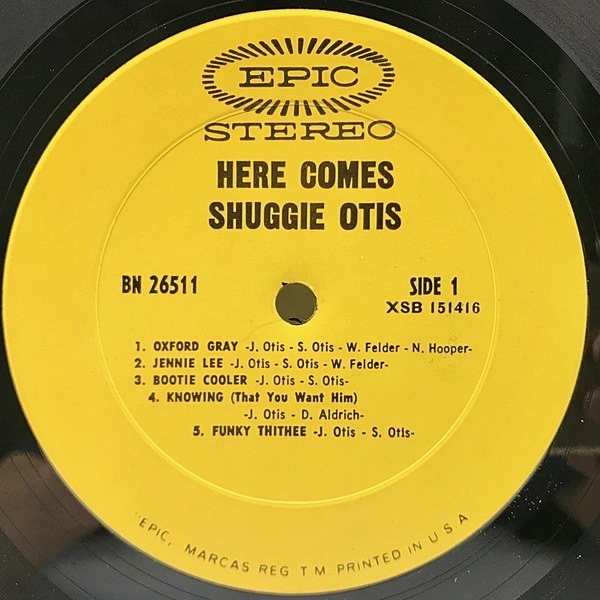 EPIC
STEREO
HERE COMES
SHUGGIE OTIS
BN 26511
SIDE 1
XSB 151416
1. OXFORD GRAY -J. Otis - S. Otis - W. Felder - N. Hooper-
2. JENNIE LEE -J. Otis - S. Otis - W. Felder-
3. BOOTIE COOLER -J. Otis - S. Otis-
4. KNOWING (That You Want Him)
-J. Otis - D. Aldrich-
5. FUNKY THITHEE -J. Otis - S. Otis-
"EPIC, MARCAS REG T M. PRINTED IN U S A